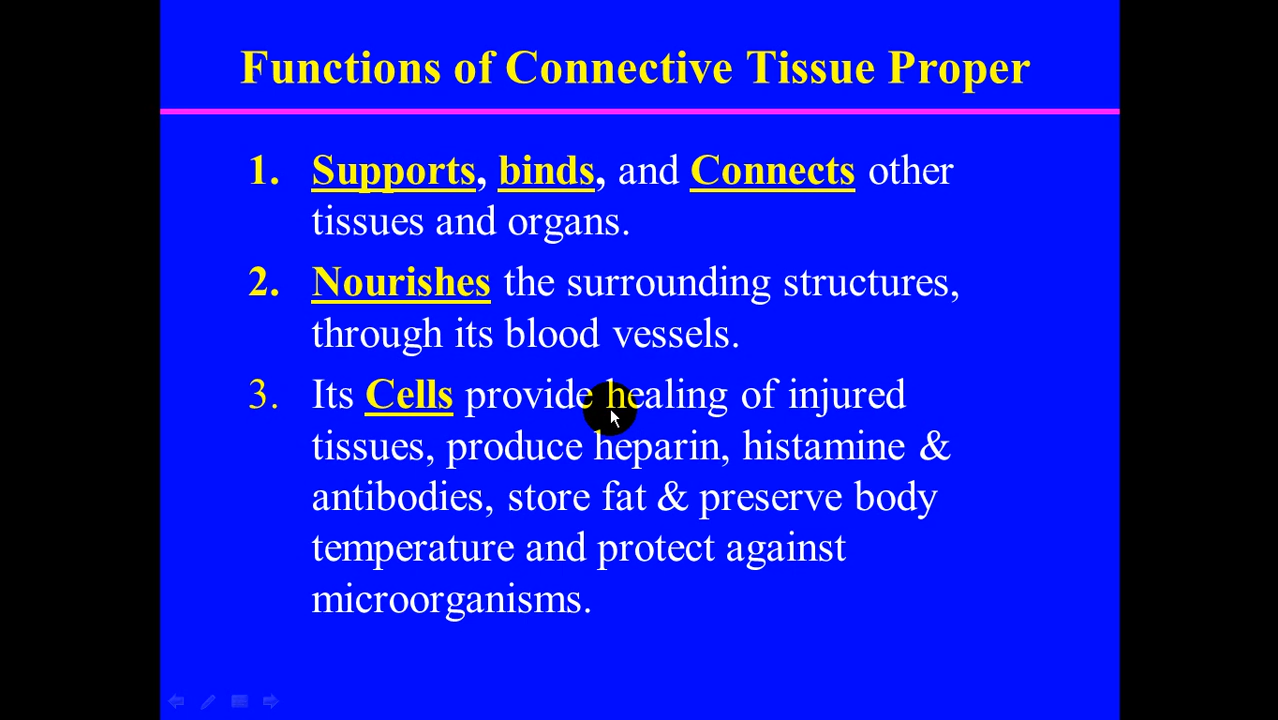 Functions of Connective Tissue Proper
1. Supports, binds, and Connects other
tissues and organs.
2. Nourishes the surrounding structures,
through its blood vessels.
3. Its Cells provide healing of injured
tissues, produce heparin, histamine &
antibodies, store fat & preserve body
temperature and protect against
microorganisms.